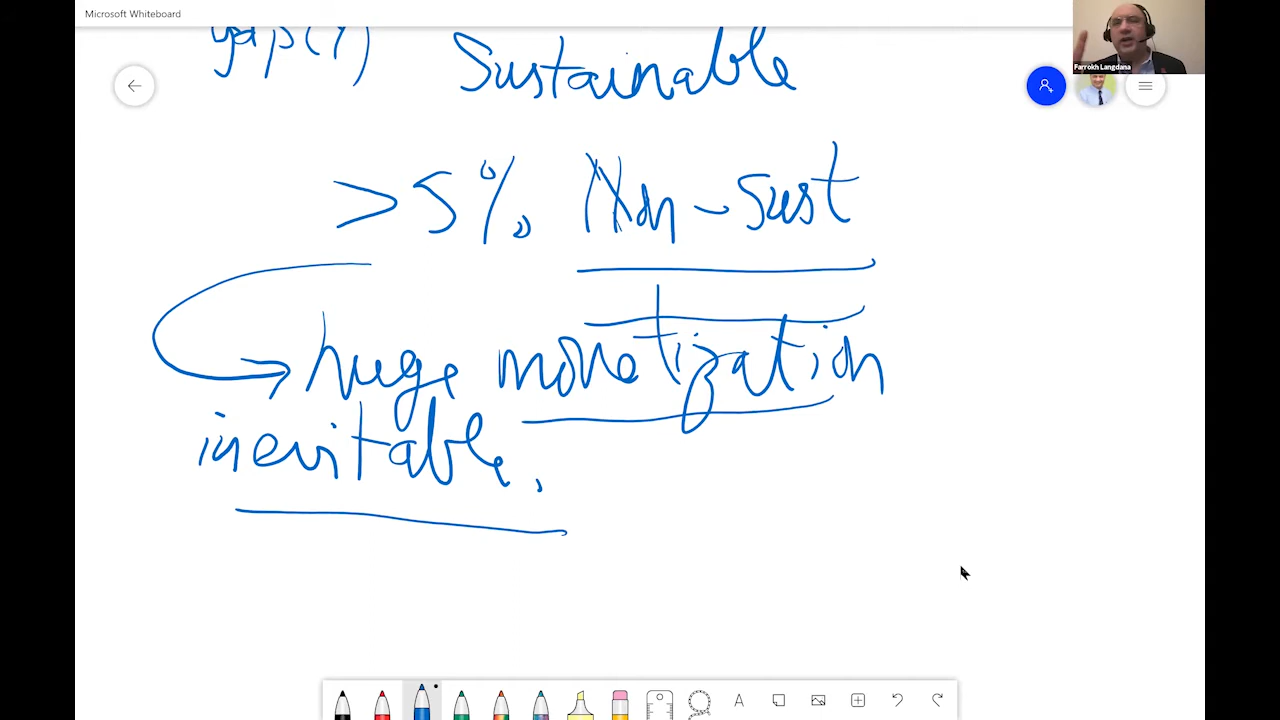 Microsoft Whiteboard
Farrokh Langdana
Sustainable
>5% Non-sust
huge monetization
inevitable.